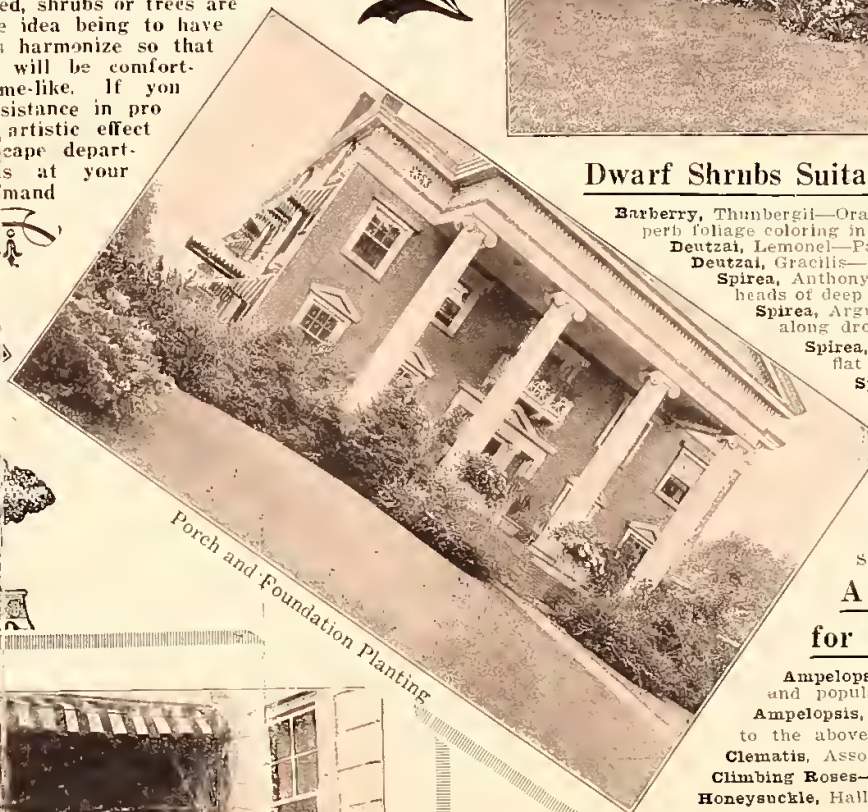 ed, shrubs or trees are
e idea being to have
s harmonize so that
will be comfort-
me-like. If you
sistance in pro
artistic effect
cape depart-
s at your
mand
Porch and Foundation Planting
Dwarf Shrubs Suita
Barberry, Thunbergii—Ora
perb foliage coloring in
Deutzai, Lemonel—Pa
Deutzai, Gracilis—
Spirea, Anthony
heads of deep
Spirea, Argu
along dro
Spirea,
flat
S
s
A
for
Ampelops
and popul
Ampelopsis,
to the above
Clematis, Asso
Climbing Roses—
Honeysuckle, Hall